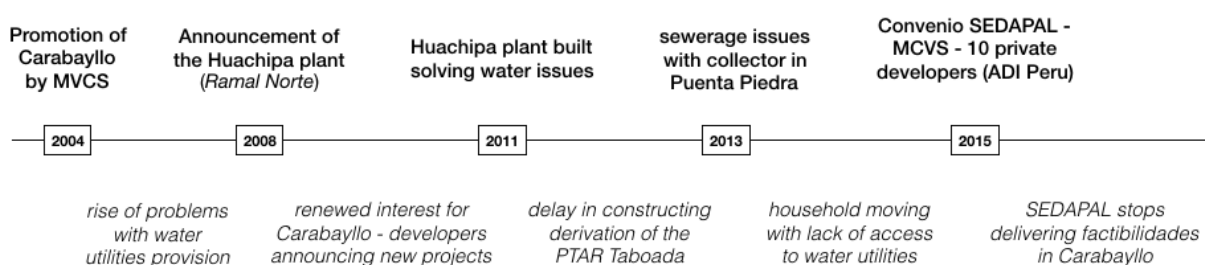 Promotion of
Carabayllo
by MVCS
Announcement of
the Huachipa plant
(Ramal Norte)
Huachipa plant built
solving water issues
sewerage issues
with collector in
Puenta Piedra
Convenio SEDAPAL -
MCVS - 10 private
developers (ADI Peru)
2004
2008
2011
2013
2015
rise of problems
with water
utilities provision
renewed interest for
Carabayllo - developers
announcing new projects
delay in constructing
derivation of the
PTAR Taboada
household moving
with lack of access
to water utilities
SEDAPAL stops
delivering factibilidades
in Carabayllo